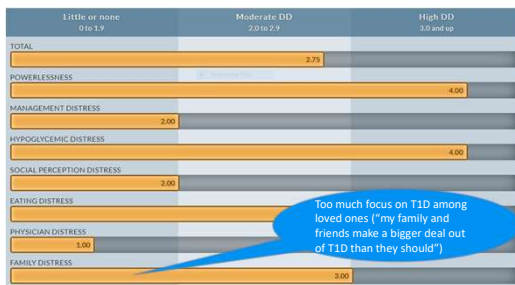 Little or none
0 to 1.9
Moderate DD
2.0 to 2.9
High DD
3.0 and up
TOTAL
2.75
POWERLESSNESS
4.00
MANAGEMENT DISTRESS
2.00
HYPOGLYCEMIC DISTRESS
4.00
SOCIAL PERCEPTION DISTRESS
2.00
EATING DISTRESS
PHYSICIAN DISTRESS
1.00
FAMILY DISTRESS
3.00
Too much focus on T1D among
loved ones (“my family and
friends make a bigger deal out
of T1D than they should”)